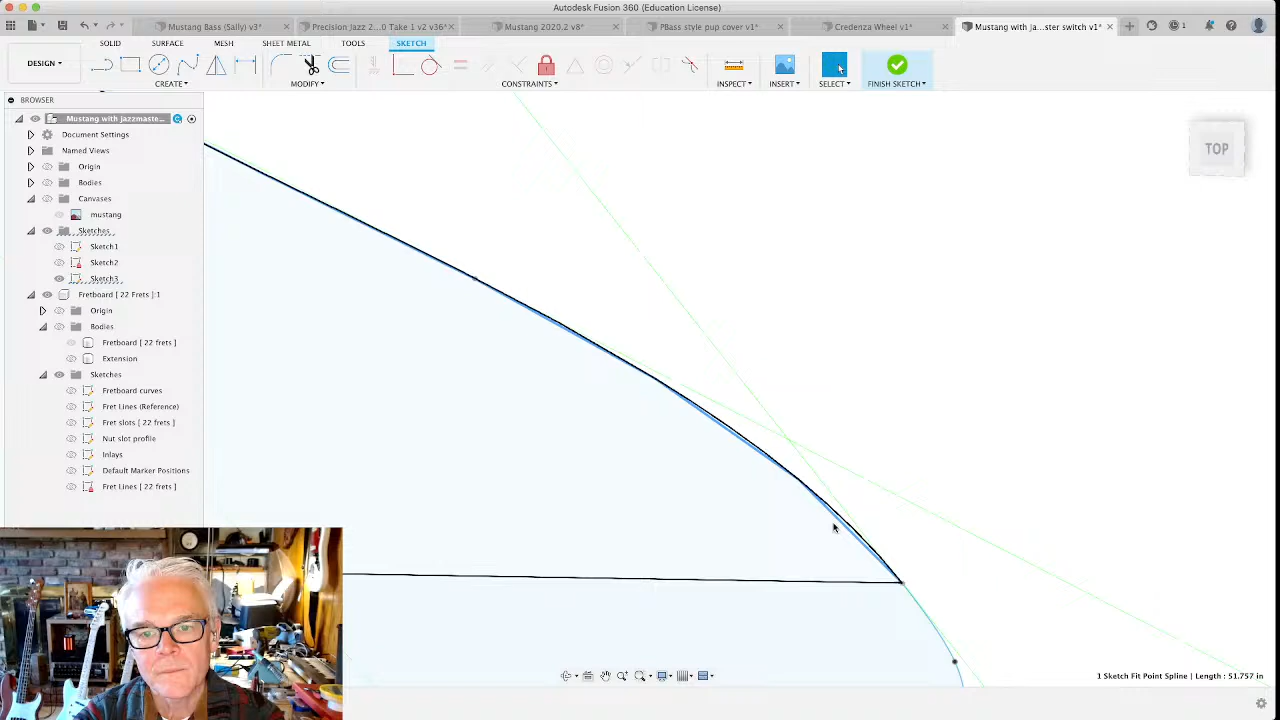 Autodesk Fusion 360 (Education License)
Mustang Bass (Sally) v3*
Precision Jazz 2....0 Take 1 v2 v36*
Mustang 2020.2 v8*
PBass style pup cover v1*
Credenza Wheel v1*
Mustang with ja...ster switch v1*
1
SOLID SURFACE MESH SHEET METAL TOOLS SKETCH
DESIGN
CREATE MODIFY CONSTRAINTS INSPECT INSERT SELECT FINISH SKETCH
BROWSER
Mustang with jazzmaste...
Document Settings
Named Views
Origin
Bodies
Canvases
mustang
Sketches
Sketch1
Sketch2
Sketch3
Fretboard [ 22 Frets ]:1
Origin
Bodies
Fretboard [ 22 frets ]
Extension
Sketches
Fretboard curves
Fret Lines (Reference)
Fret slots [ 22 frets ]
Nut slot profile
Inlays
Default Marker Positions
Fret Lines [ 22 frets ]
TOP
1 Sketch Fit Point Spline | Length : 51.757 in